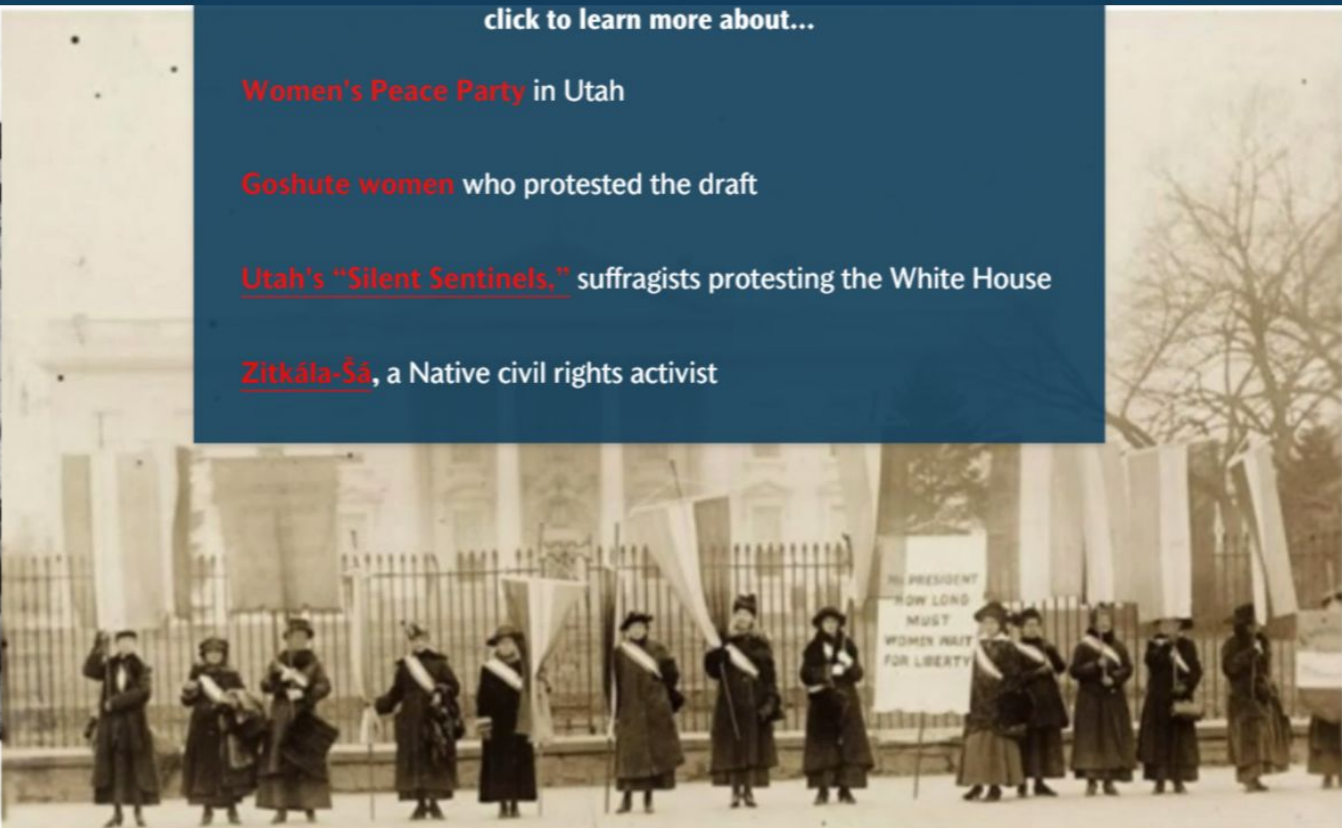 click to learn more about...
Women's Peace Party in Utah
Goshute women who protested the draft
Utah's “Silent Sentinels,” suffragists protesting the White House
Zitkála-Šá, a Native civil rights activist
PRESIDENT
HOW LONG
MUST
WOMEN WAIT
FOR LIBERTY